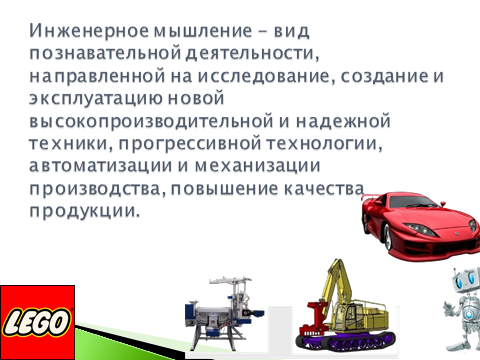 Инженерное мышление – вид
познавательной деятельности,
направленной на исследование, создание и
эксплуатацию новой
высокопроизводительной и надежной
техники, прогрессивной технологии,
автоматизации и механизации
производства, повышение качества
продукции.
LEGO